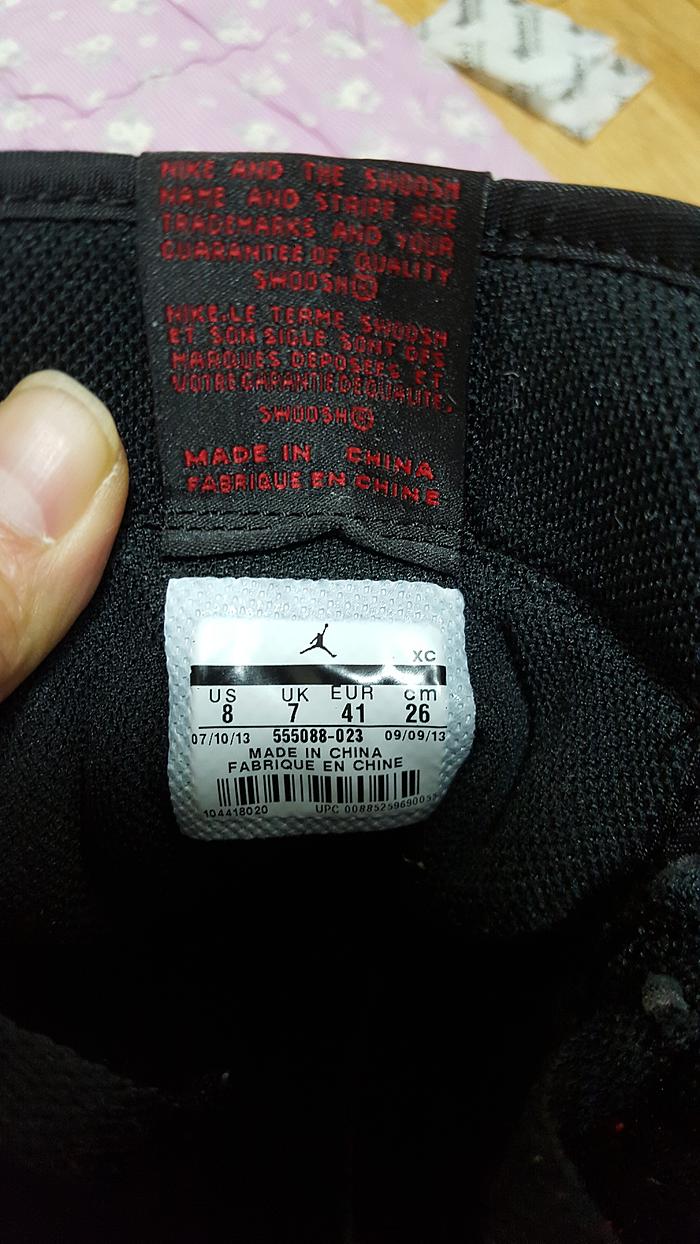 NIKE AND THE SWOOSH
NAME AND STRIPE ARE
TRADEMARKS AND YOUR
GUARANTEE OF QUALITY
SWOOSH®
NIKE.LE TERME SWOOSH
ET SON SIGLE SONT DES
MARQUES DEPOSEES ET
VOTRE GARANTIE DE QUALITE,
SWOOSH®
MADE IN CHINA
FABRIQUE EN CHINE
XC
US UK EUR cm
8 7 41 26
07/10/13 555088-023 09/09/13
MADE IN CHINA
FABRIQUE EN CHINE
104418020 UPC